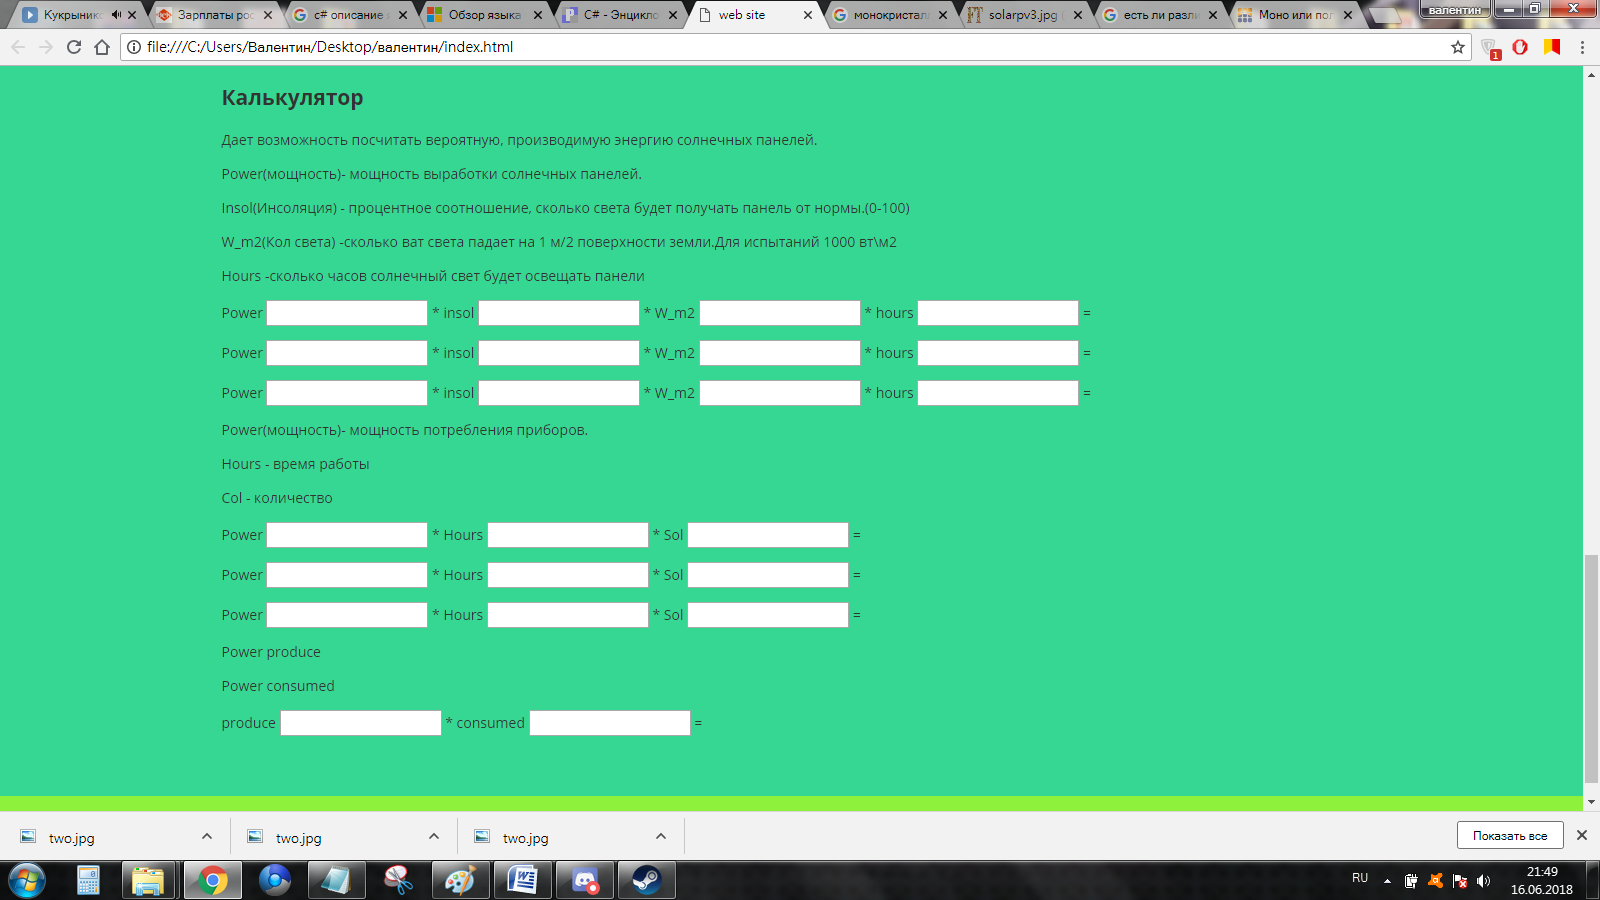 Кукрыник
Зарплаты рос
c# описание
Обзор языка
C# - Энцикло
web site
монокристал
solarpv3.jpg
есть ли разли
Моно или пол
валентин
file:///C:/Users/Валентин/Desktop/валентин/index.html
1
Калькулятор
Дает возможность посчитать вероятную, производимую энергию солнечных панелей.
Power(мощность)- мощность выработки солнечных панелей.
Insol(Инсоляция) - процентное соотношение, сколько света будет получать панель от нормы.(0-100)
W_m2(Кол света) -сколько ват света падает на 1 м/2 поверхности земли.Для испытаний 1000 вт\м2
Hours -сколько часов солнечный свет будет освещать панели
Power * insol * W_m2 * hours =
Power * insol * W_m2 * hours =
Power * insol * W_m2 * hours =
Power(мощность)- мощность потребления приборов.
Hours - время работы
Col - количество
Power * Hours * Sol =
Power * Hours * Sol =
Power * Hours * Sol =
Power produce
Power consumed
produce * consumed =
two.jpg
two.jpg
two.jpg
Показать все
RU
21:49
16.06.2018